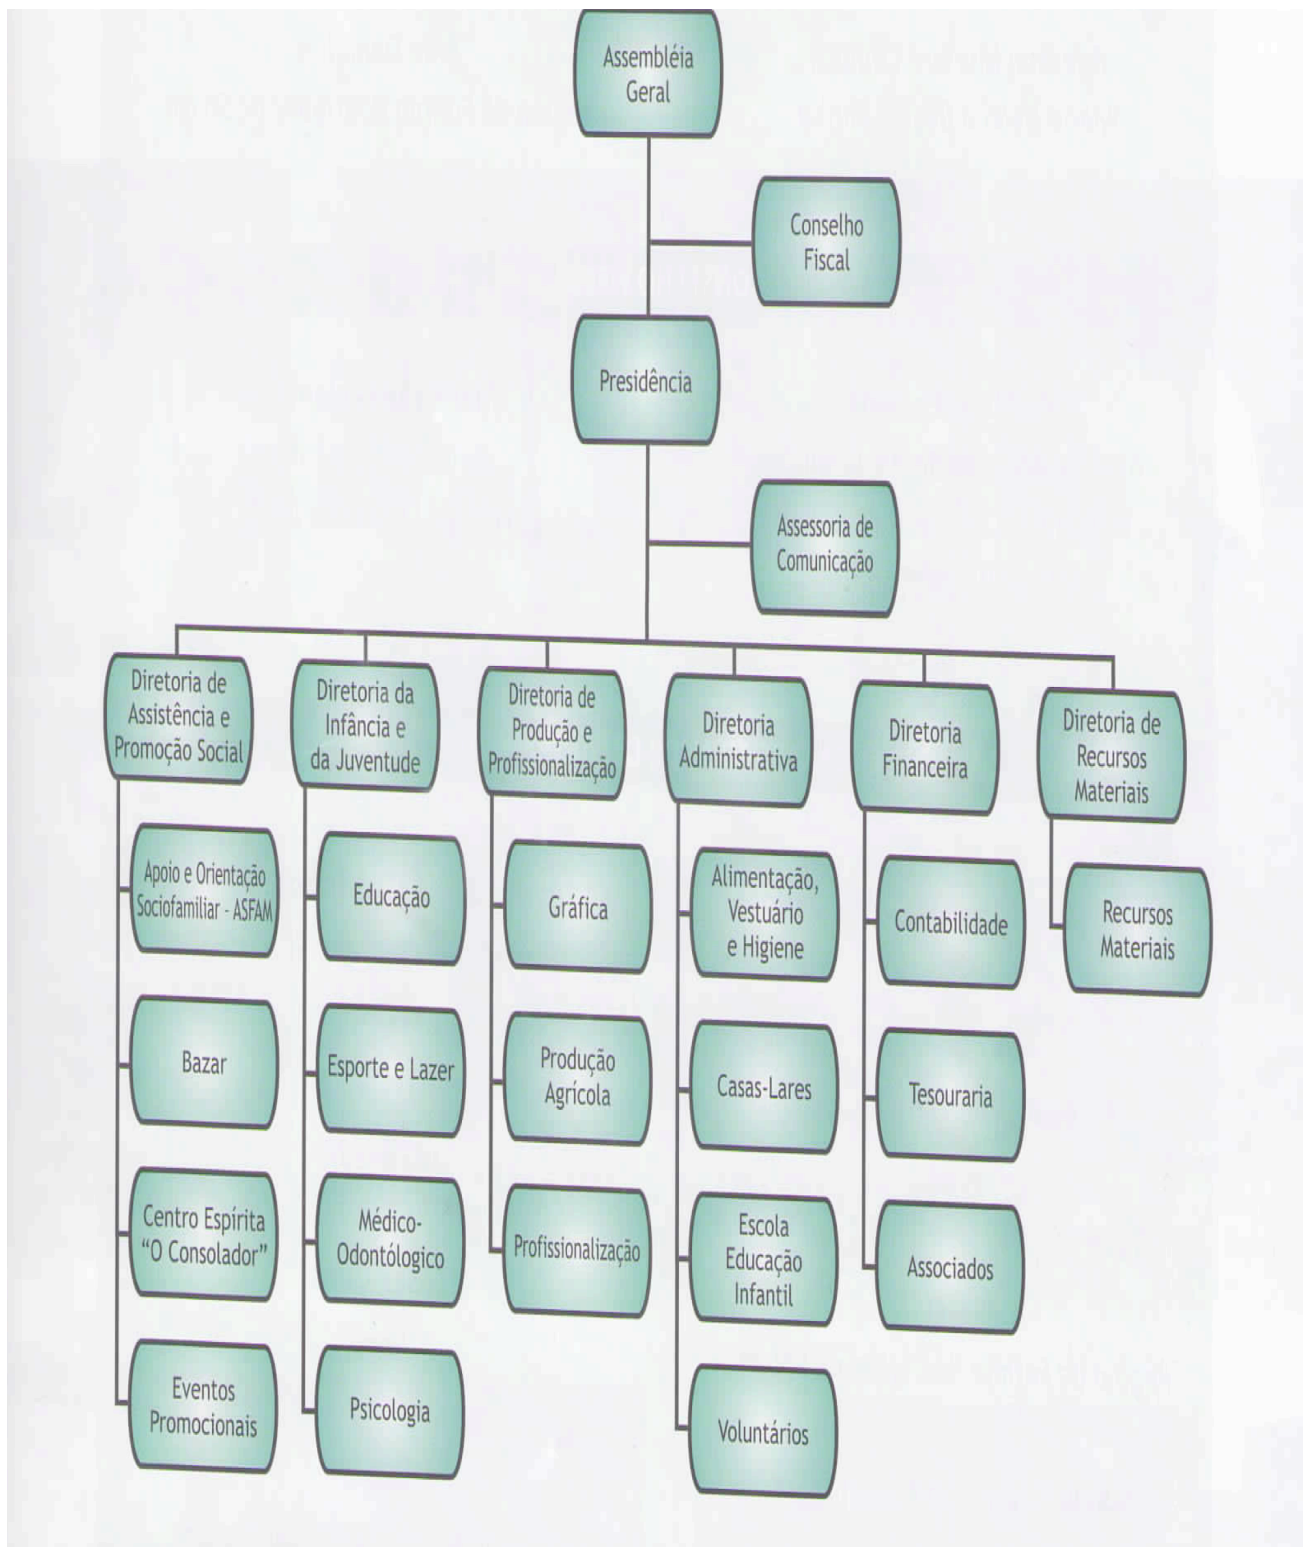 Assembléia
Geral
Conselho
Fiscal
Presidência
Assessoria de
Comunicação
Diretoria de
Assistência e
Promoção Social
Diretoria da
Infância e
da Juventude
Diretoria de
Produção e
Profissionalização
Diretoria
Administrativa
Diretoria
Financeira
Diretoria de
Recursos
Materiais
Apoio e Orientação
Sociofamiliar - ASFAM
Bazar
Centro Espírita
“O Consolador”
Eventos
Promocionais
Educação
Esporte e Lazer
Médico-
Odontólogico
Psicologia
Gráfica
Produção
Agrícola
Profissionalização
Alimentação,
Vestuário
e Higiene
Casas-Lares
Escola
Educação
Infantil
Voluntários
Contabilidade
Tesouraria
Associados
Recursos
Materiais